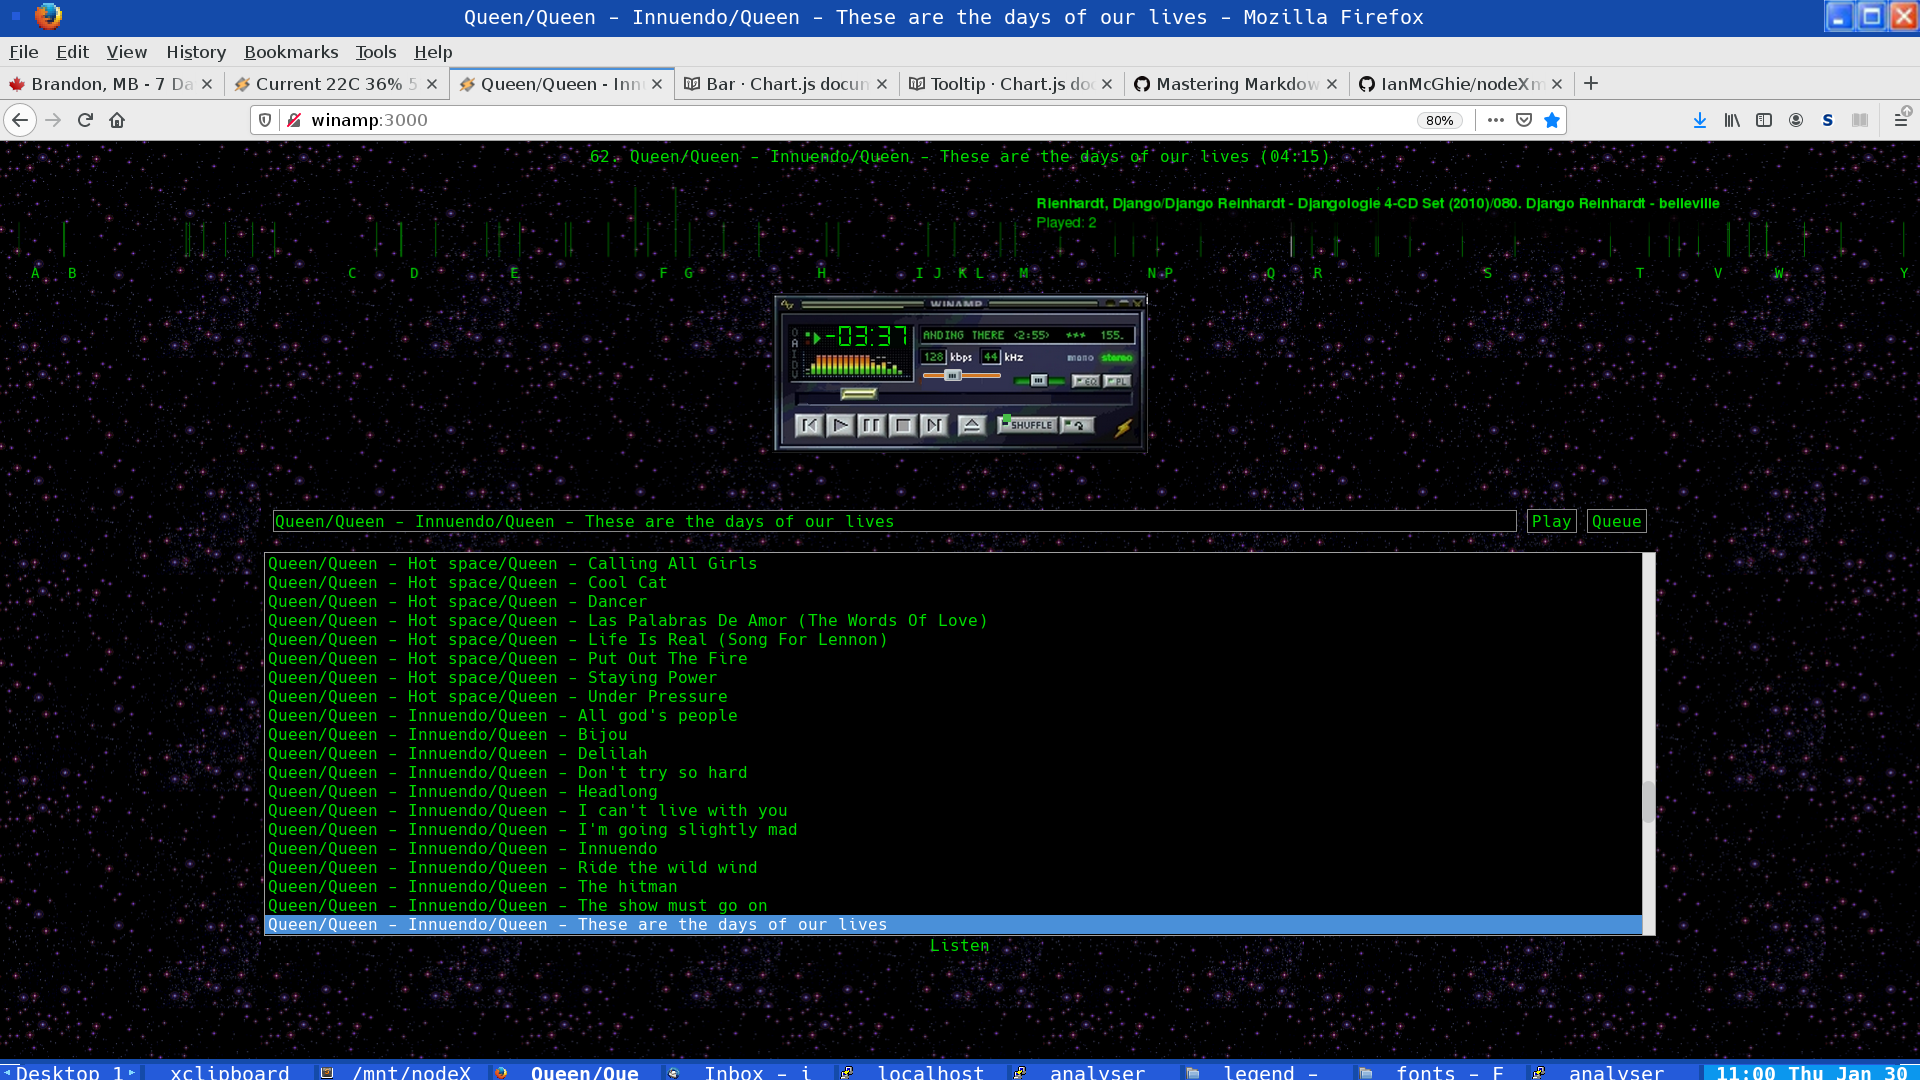 Queen/Queen - Innuendo/Queen - These are the days of our lives - Mozilla Firefox
File Edit View History Bookmarks Tools Help
Brandon, MB - 7 Da
Current 22C 36% 5
Queen/Queen - Inn
Bar · Chart.js docun
Tooltip · Chart.js do
Mastering Markdow
IanMcGhie/nodeXm
winamp:3000 80%
62. Queen/Queen - Innuendo/Queen - These are the days of our lives (04:15)
Rienhardt, Django/Django Reinhardt - Djangologie 4-CD Set (2010)/080. Django Reinhardt - belleville
Played: 2
A B C D E F G H I J K L M N P Q R S T V W Y
WINAMP
-03:37 ANDING THERE <2:55> *** 155.
128 kbps 44 kHz mono stereo
EQ PL
SHUFFLE
Queen/Queen - Innuendo/Queen - These are the days of our lives Play Queue
Queen/Queen - Hot space/Queen - Calling All Girls
Queen/Queen - Hot space/Queen - Cool Cat
Queen/Queen - Hot space/Queen - Dancer
Queen/Queen - Hot space/Queen - Las Palabras De Amor (The Words Of Love)
Queen/Queen - Hot space/Queen - Life Is Real (Song For Lennon)
Queen/Queen - Hot space/Queen - Put Out The Fire
Queen/Queen - Hot space/Queen - Staying Power
Queen/Queen - Hot space/Queen - Under Pressure
Queen/Queen - Innuendo/Queen - All god's people
Queen/Queen - Innuendo/Queen - Bijou
Queen/Queen - Innuendo/Queen - Delilah
Queen/Queen - Innuendo/Queen - Don't try so hard
Queen/Queen - Innuendo/Queen - Headlong
Queen/Queen - Innuendo/Queen - I can't live with you
Queen/Queen - Innuendo/Queen - I'm going slightly mad
Queen/Queen - Innuendo/Queen - Innuendo
Queen/Queen - Innuendo/Queen - Ride the wild wind
Queen/Queen - Innuendo/Queen - The hitman
Queen/Queen - Innuendo/Queen - The show must go on
Queen/Queen - Innuendo/Queen - These are the days of our lives
Listen
Desktop 1 xclipboard /mnt/nodeX Queen/Que Inbox - i localhost analyser legend - fonts - F analyser 11:00 Thu Jan 30